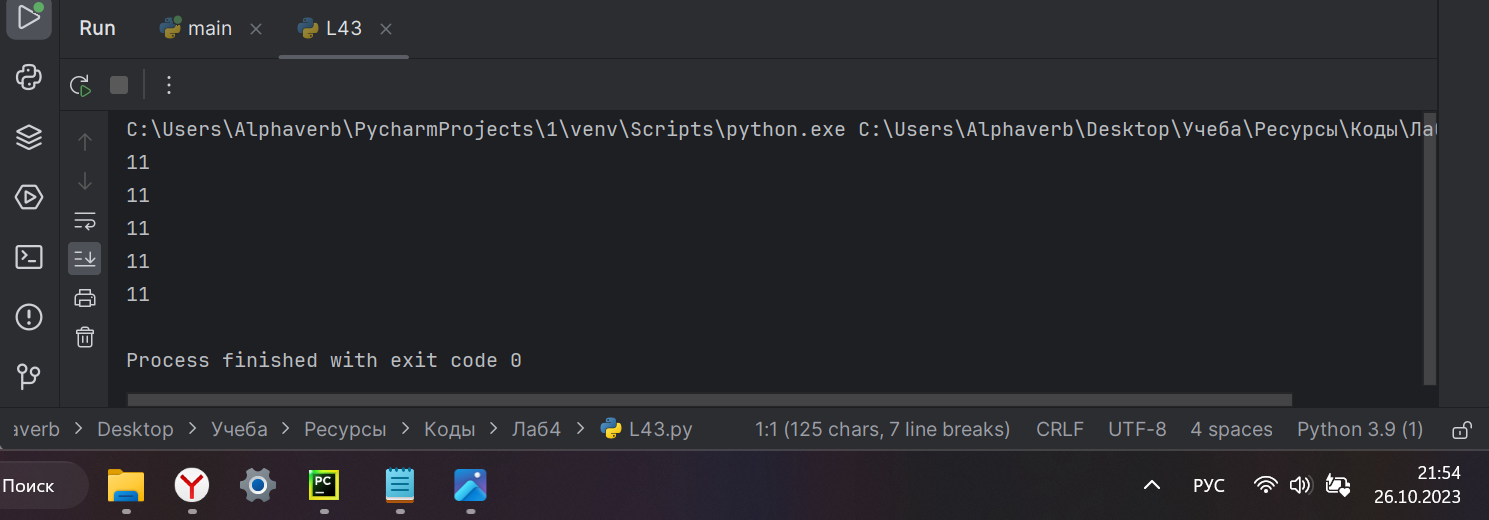 Run main L43
C:\Users\Alphaverb\PycharmProjects\1\venv\Scripts\python.exe C:\Users\Alphaverb\Desktop\Учеба\Ресурсы\Коды\Лаб
11
11
11
11
11
Process finished with exit code 0
averb Desktop Учеба Ресурсы Коды Лаб4 L43.py 1:1 (125 chars, 7 line breaks) CRLF UTF-8 4 spaces Python 3.9 (1)
Поиск PC РУС 21:54
26.10.2023